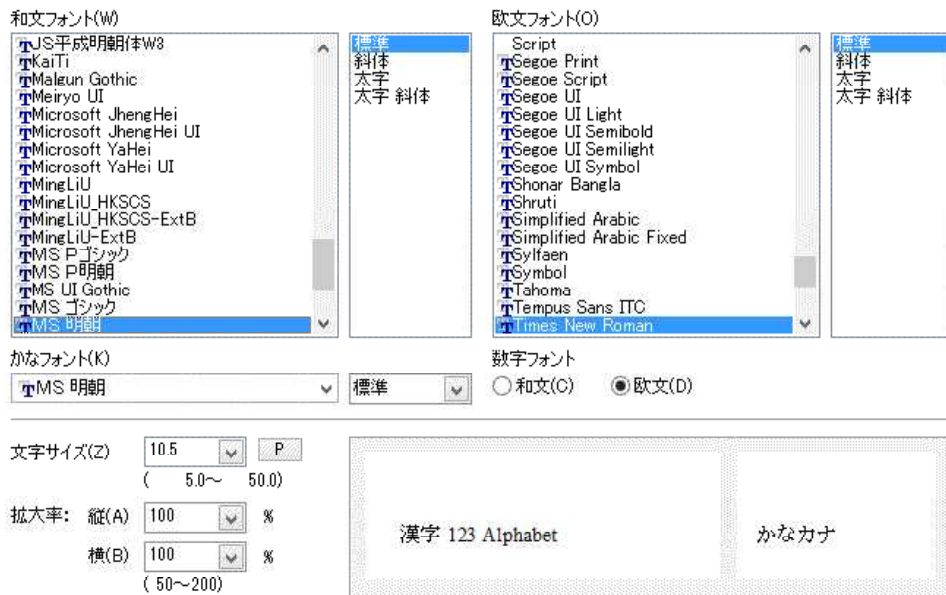 和文フォント(W)
JS平成明朝体W3
KaiTi
Malgun Gothic
Meiryo UI
Microsoft JhengHei
Microsoft JhengHei UI
Microsoft YaHei
Microsoft YaHei UI
MingLiU
MingLiU_HKSCS
MingLiU_HKSCS-ExtB
MingLiU-ExtB
MS Pゴシック
MS P明朝
MS UI Gothic
MS ゴシック
MS 明朝
標準
斜体
太字
太字 斜体
欧文フォント(O)
Script
Segoe Print
Segoe Script
Segoe UI
Segoe UI Light
Segoe UI Semibold
Segoe UI Semilight
Segoe UI Symbol
Shonar Bangla
Shruti
Simplified Arabic
Simplified Arabic Fixed
Sylfaen
Symbol
Tahoma
Tempus Sans ITC
Times New Roman
標準
斜体
太字
太字 斜体
かなフォント(K)
MS 明朝
標準
数字フォント
和文(C) 欧文(D)
文字サイズ(Z) 10.5 P
( 5.0～ 50.0)
拡大率: 縦(A) 100 %
横(B) 100 %
( 50～200)
漢字 123 Alphabet
かなカナ